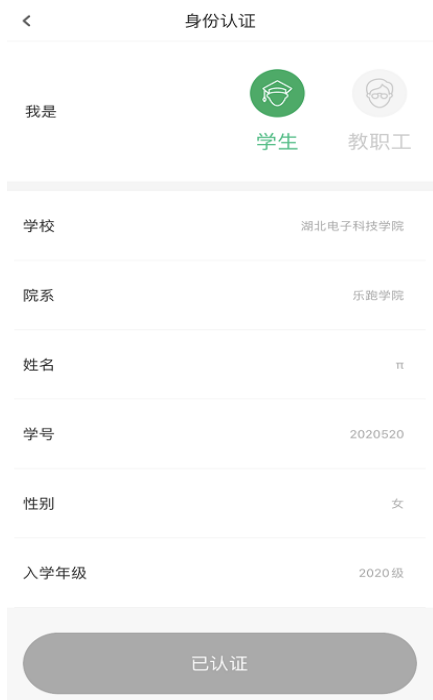 身份认证
我是
学生 教职工
学校 湖北电子科技学院
院系 乐跑学院
姓名 π
学号 2020520
性别 女
入学年级 2020级
已认证